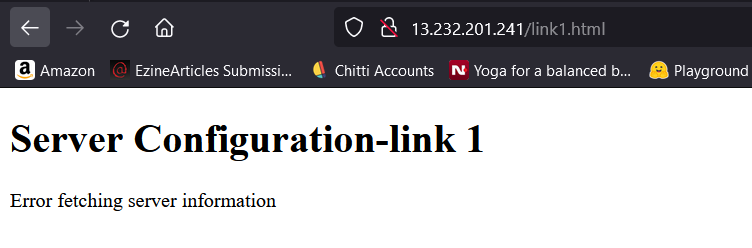 13.232.201.241/link1.html
Amazon EzineArticles Submissi... Chitti Accounts Yoga for a balanced b... Playground
Server Configuration-link 1
Error fetching server information